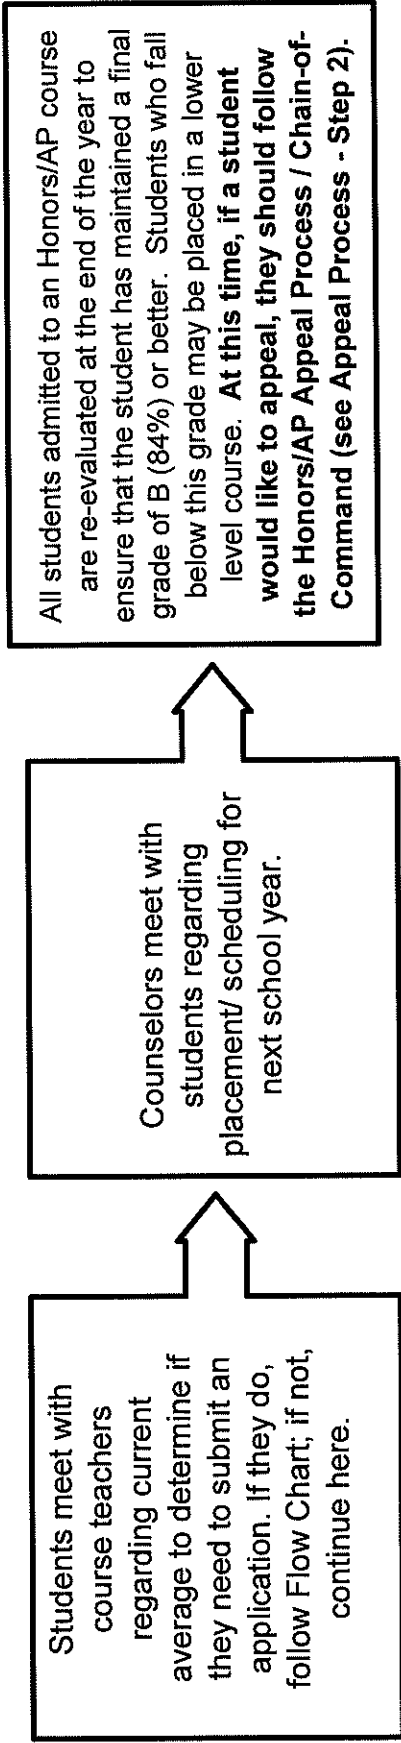 Students meet with
course teachers
regarding current
average to determine if
they need to submit an
application. If they do,
follow Flow Chart; if not,
continue here.
Counselors meet with
students regarding
placement/ scheduling for
next school year.
All students admitted to an Honors/AP course
are re-evaluated at the end of the year to
ensure that the student has maintained a final
grade of B (84%) or better. Students who fall
below this grade may be placed in a lower
level course. At this time, if a student
would like to appeal, they should follow
the Honors/AP Appeal Process / Chain-of-
Command (see Appeal Process - Step 2).